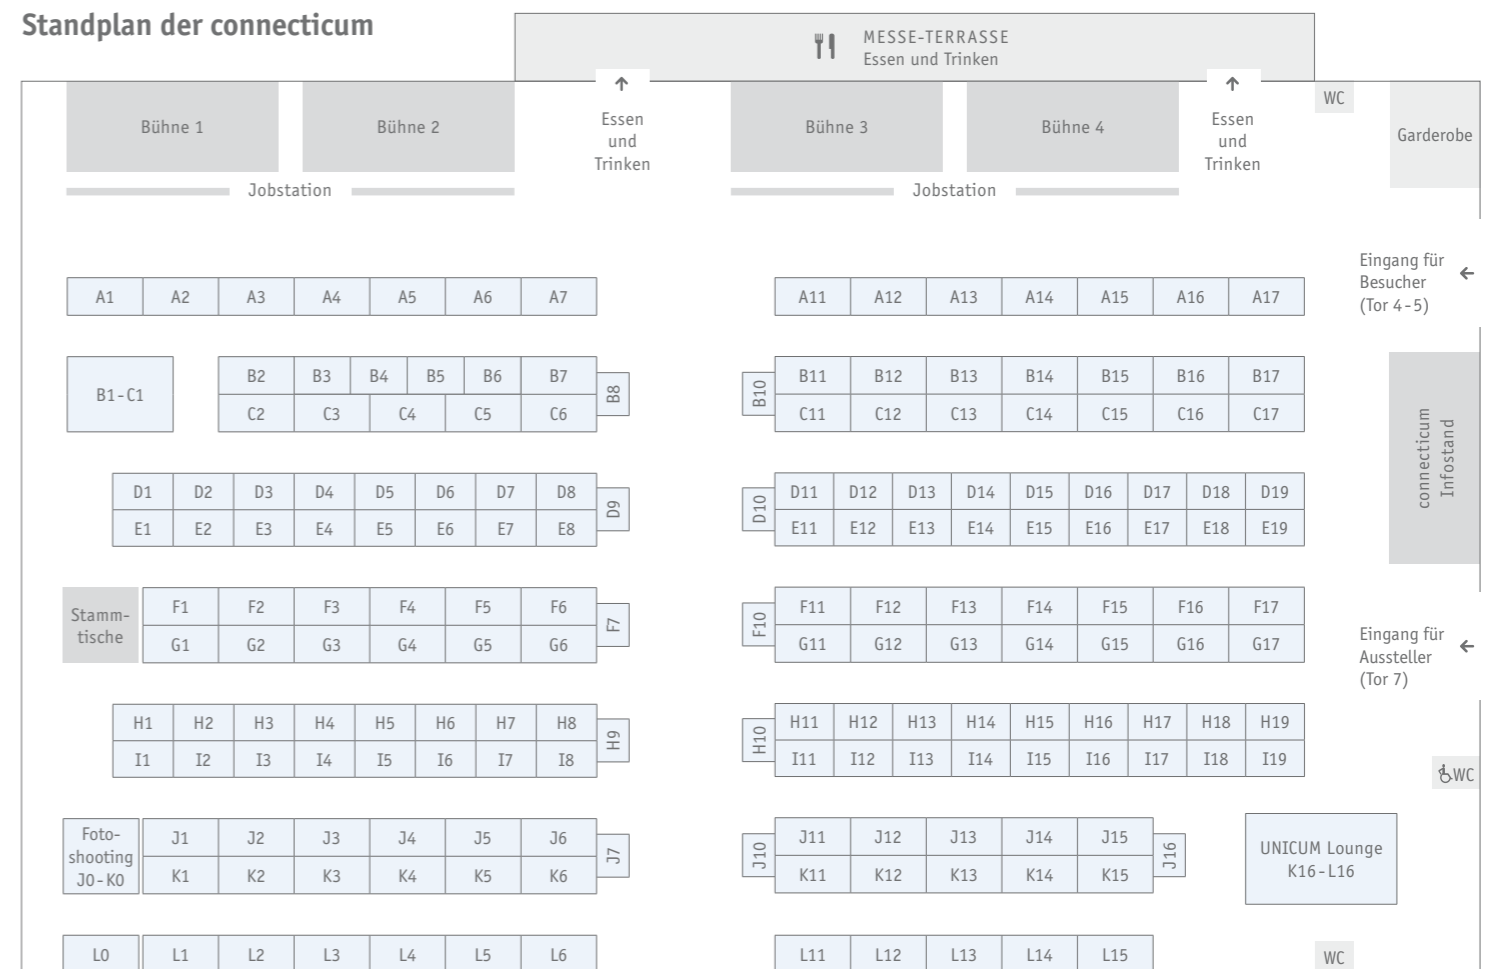 Standplan der connecticum
MESSE-TERRASSE
Essen und Trinken
Bühne 1
Bühne 2
Essen
und
Trinken
Bühne 3
Bühne 4
Essen
und
Trinken
WC
Garderobe
Jobstation
Jobstation
Eingang für
Besucher
(Tor 4-5)
A1 A2 A3 A4 A5 A6 A7
A11 A12 A13 A14 A15 A16 A17
B1-C1
B2 B3 B4 B5 B6 B7
B8
C2 C3 C4 C5 C6
B10
B11 B12 B13 B14 B15 B16 B17
C11 C12 C13 C14 C15 C16 C17
connecticum
Infostand
D1 D2 D3 D4 D5 D6 D7 D8
D9
E1 E2 E3 E4 E5 E6 E7 E8
D10
D11 D12 D13 D14 D15 D16 D17 D18 D19
E11 E12 E13 E14 E15 E16 E17 E18 E19
Stamm-
tische
F1 F2 F3 F4 F5 F6
F7
G1 G2 G3 G4 G5 G6
F10
F11 F12 F13 F14 F15 F16 F17
G11 G12 G13 G14 G15 G16 G17
Eingang für
Aussteller
(Tor 7)
H1 H2 H3 H4 H5 H6 H7 H8
H9
I1 I2 I3 I4 I5 I6 I7 I8
H10
H11 H12 H13 H14 H15 H16 H17 H18 H19
I11 I12 I13 I14 I15 I16 I17 I18 I19
WC
Foto-
shooting
J0-K0
J1 J2 J3 J4 J5 J6
J7
K1 K2 K3 K4 K5 K6
J10
J11 J12 J13 J14 J15
J16
K11 K12 K13 K14 K15
UNICUM Lounge
K16-L16
L0 L1 L2 L3 L4 L5 L6
L11 L12 L13 L14 L15
WC